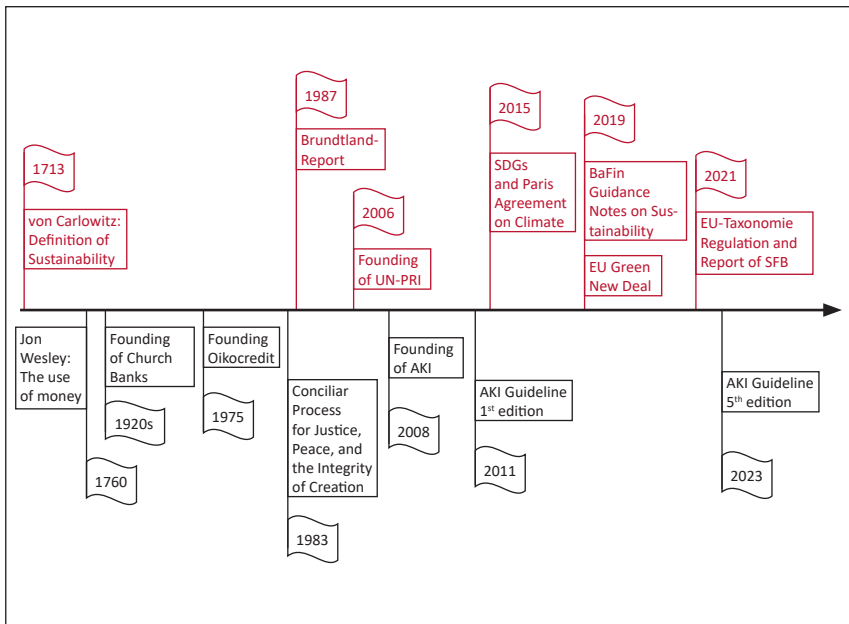 1713
von Carlowitz:
Definition of
Sustainability
1987
Brundtland-
Report
2006
Founding
of UN-PRI
2015
SDGs
and Paris
Agreement
on Climate
2019
BaFin
Guidance
Notes on Sus-
tainability
EU Green
New Deal
2021
EU-Taxonomie
Regulation and
Report of SFB
Jon
Wesley:
The use
of money
1760
Founding
of Church
Banks
1920s
Founding
Oikocredit
1975
Conciliar
Process
for Justice,
Peace, and
the Integrity
of Creation
1983
Founding
of AKI
2008
AKI Guideline
1st edition
2011
AKI Guideline
5th edition
2023